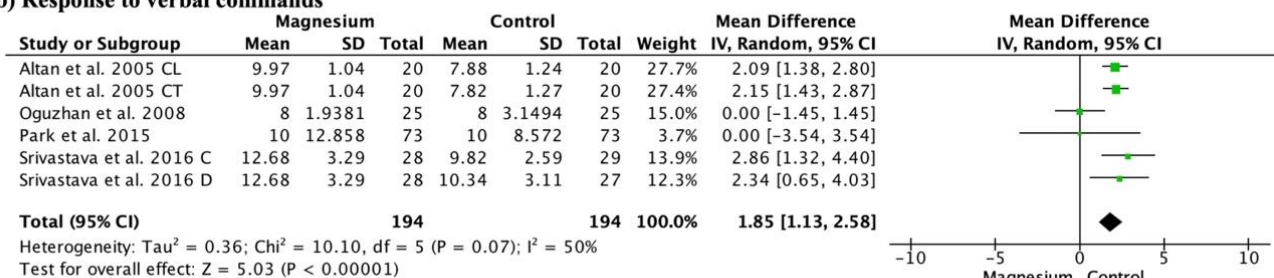 b) Response to verbal commands
Magnesium Control Mean Difference Mean Difference
Study or Subgroup Mean SD Total Mean SD Total Weight IV, Random, 95% CI IV, Random, 95% CI
Altan et al. 2005 CL 9.97 1.04 20 7.88 1.24 20 27.7% 2.09 [1.38, 2.80]
Altan et al. 2005 CT 9.97 1.04 20 7.82 1.27 20 27.4% 2.15 [1.43, 2.87]
Oguzhan et al. 2008 8 1.9381 25 8 3.1494 25 15.0% 0.00 [-1.45, 1.45]
Park et al. 2015 10 12.858 73 10 8.572 73 3.7% 0.00 [-3.54, 3.54]
Srivastava et al. 2016 C 12.68 3.29 28 9.82 2.59 29 13.9% 2.86 [1.32, 4.40]
Srivastava et al. 2016 D 12.68 3.29 28 10.34 3.11 27 12.3% 2.34 [0.65, 4.03]
Total (95% CI) 194 194 100.0% 1.85 [1.13, 2.58]
Heterogeneity: Tau² = 0.36; Chi² = 10.10, df = 5 (P = 0.07); I² = 50%
Test for overall effect: Z = 5.03 (P < 0.00001)
-10 -5 0 5 10
Magnesium Control